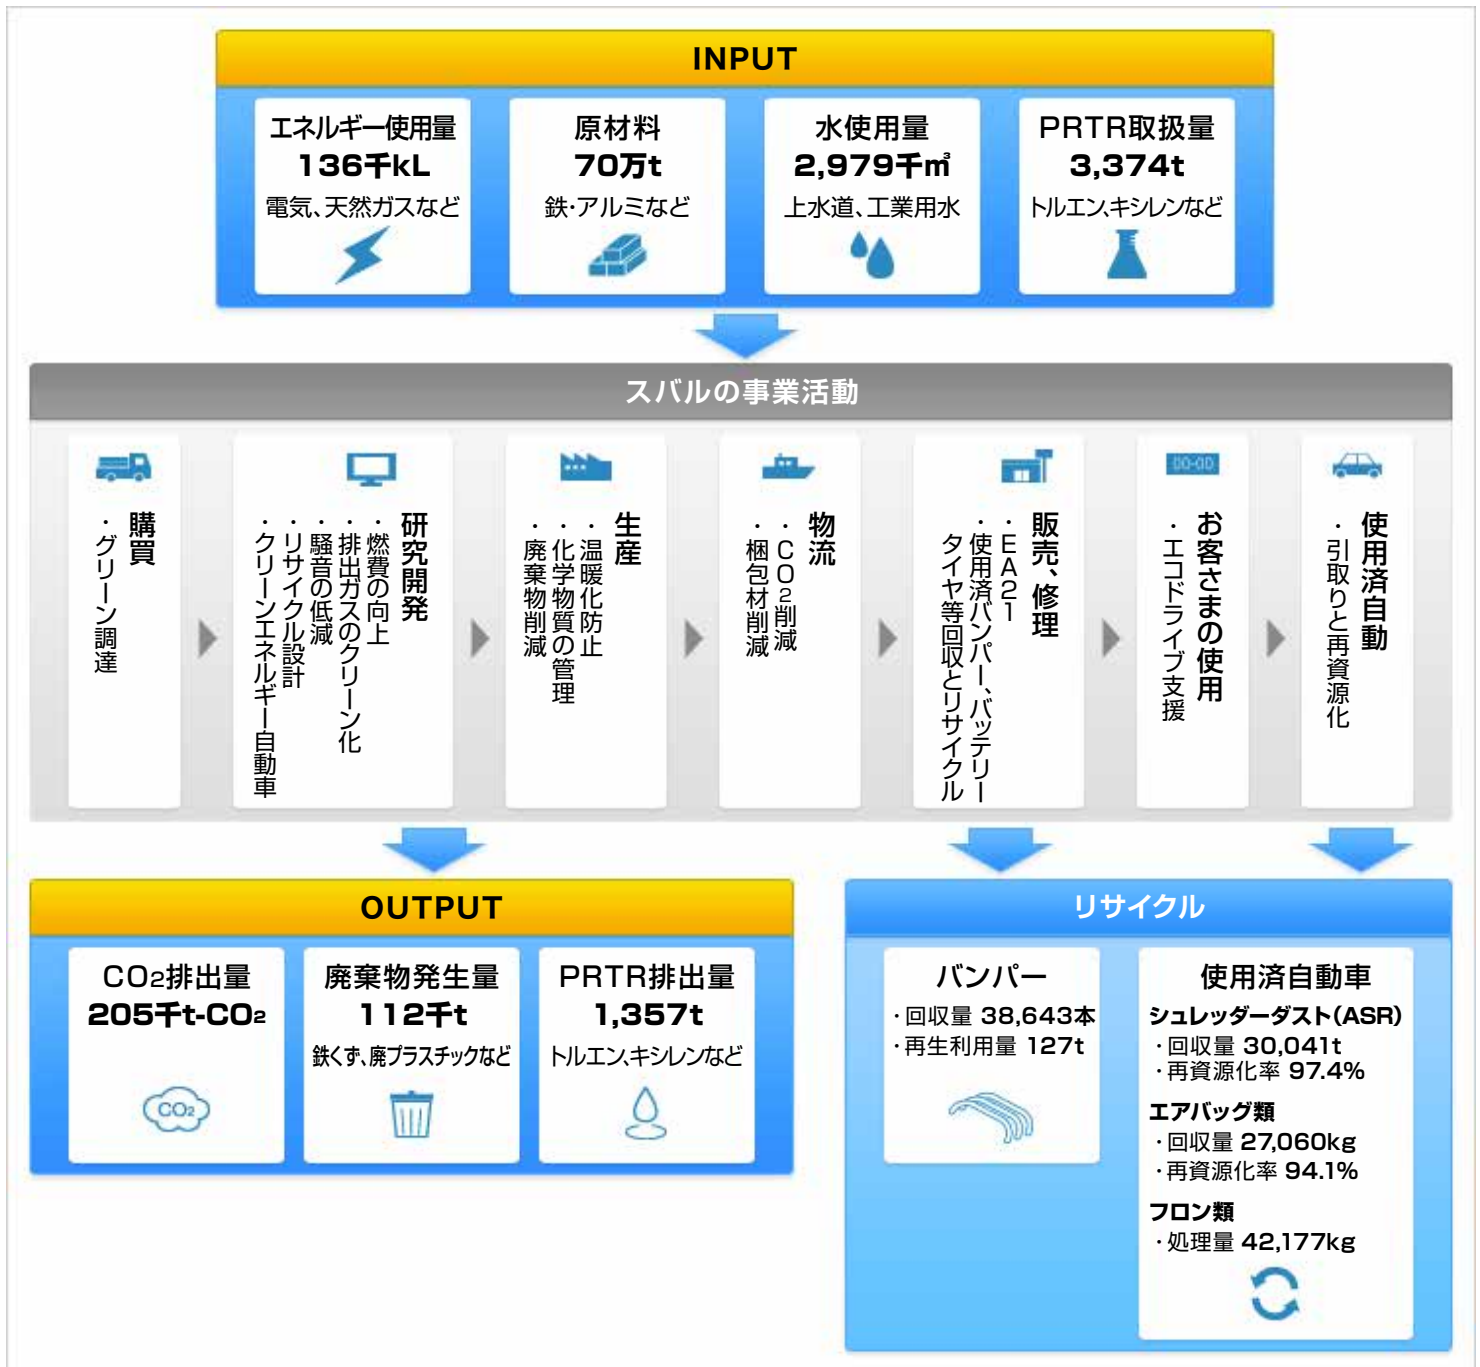 INPUT
エネルギー使用量
136千kL
電気、天然ガスなど
原材料
70万t
鉄・アルミなど
水使用量
2,979千㎥
上水道、工業用水
PRTR取扱量
3,374t
トルエン、キシレンなど
スバルの事業活動
購買
・グリーン調達
研究開発
・燃費の向上
・排出ガスのクリーン化
・騒音の低減
・リサイクル設計
・クリーンエネルギー自動車
生産
・温暖化防止
・化学物質の管理
・廃棄物削減
物流
・CO2削減
・梱包材削減
販売、修理
・EA21
・使用済バンパー、バッテリー
タイヤ等回収とリサイクル
00-00
お客さまの使用
・エコドライブ支援
使用済自動
・引取りと再資源化
OUTPUT
CO2排出量
205千t-CO2
CO2
廃棄物発生量
112千t
鉄くず、廃プラスチックなど
PRTR排出量
1,357t
トルエン、キシレンなど
リサイクル
バンパー
・回収量 38,643本
・再生利用量 127t
使用済自動車
シュレッダーダスト(ASR)
・回収量 30,041t
・再資源化率 97.4%
エアバッグ類
・回収量 27,060kg
・再資源化率 94.1%
フロン類
・処理量 42,177kg